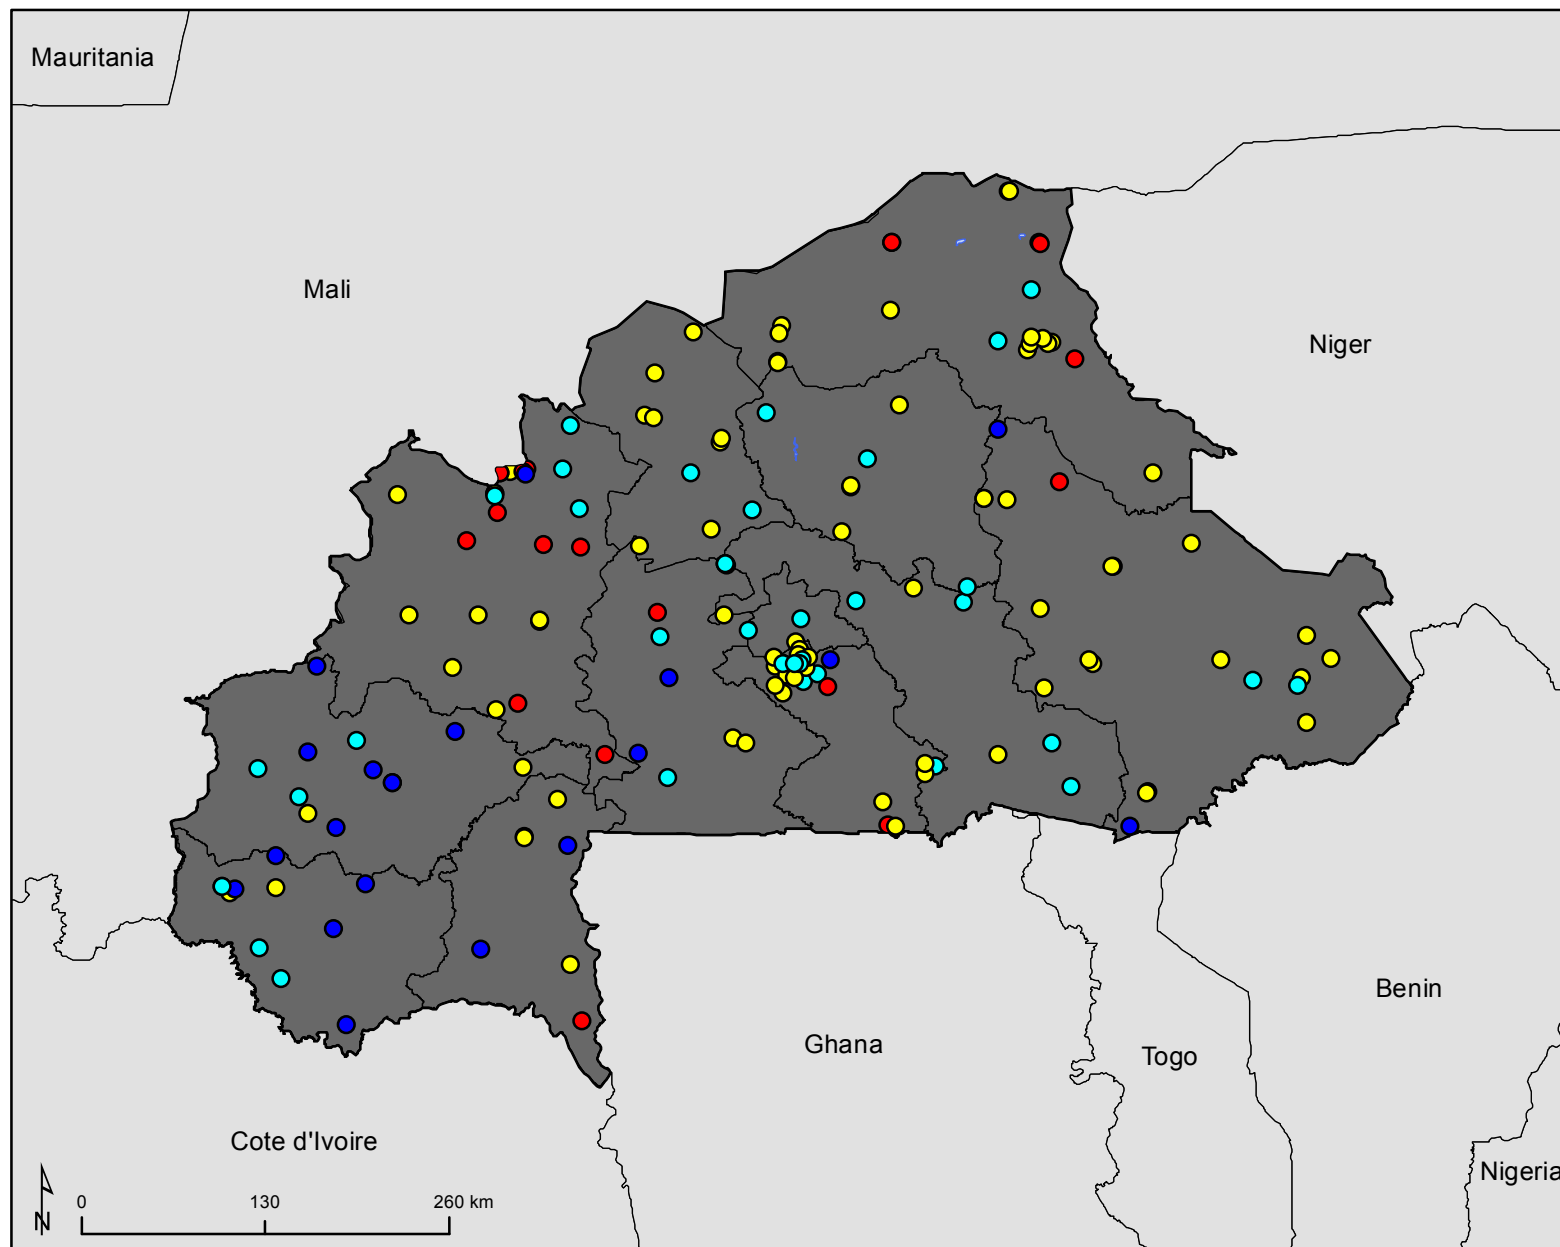 Mauritania
Mali
Niger
Benin
Ghana
Togo
Cote d'Ivoire
Nigeria
N
0 130 260 km